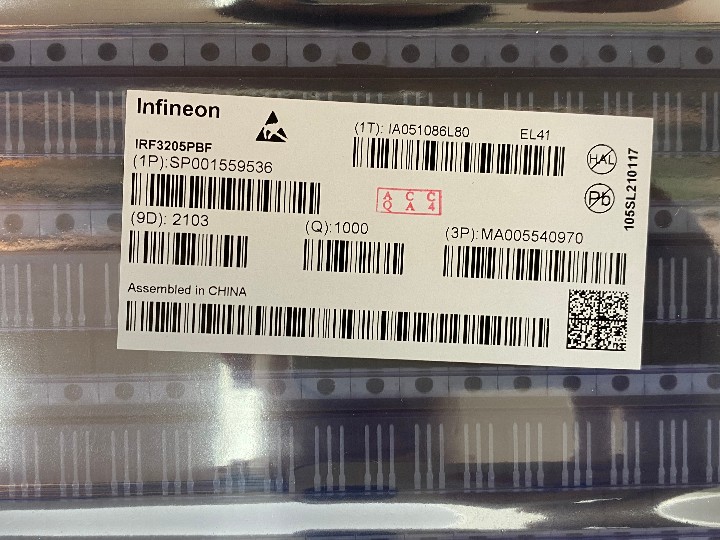 Infineon
(1T): IA051086L80 EL41
IRF3205PBF
(1P):SP001559536
HAL
Pb
105SL210117
A C C
Q A 4
(9D): 2103
(Q):1000
(3P):MA005540970
Assembled in CHINA